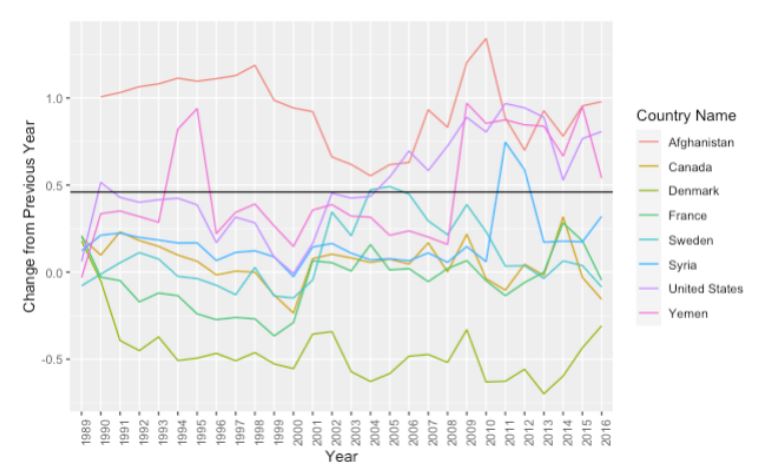 Change from Previous Year
1.0
0.5
0.0
-0.5
1989
1990
1991
1992
1993
1994
1995
1996
1997
1998
1999
2000
2001
2002
2003
2004
2005
2006
2007
2008
2009
2010
2011
2012
2013
2014
2015
2016
Year
Country Name
Afghanistan
Canada
Denmark
France
Sweden
Syria
United States
Yemen